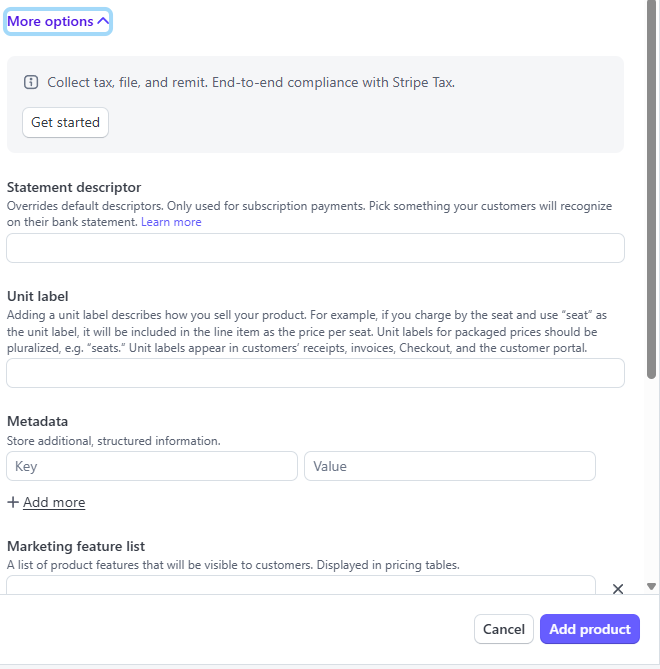 More options
Collect tax, file, and remit. End-to-end compliance with Stripe Tax.
Get started
Statement descriptor
Overrides default descriptors. Only used for subscription payments. Pick something your customers will recognize
on their bank statement. Learn more
Unit label
Adding a unit label describes how you sell your product. For example, if you charge by the seat and use “seat” as
the unit label, it will be included in the line item as the price per seat. Unit labels for packaged prices should be
pluralized, e.g. “seats.” Unit labels appear in customers’ receipts, invoices, Checkout, and the customer portal.
Metadata
Store additional, structured information.
Key Value
+ Add more
Marketing feature list
A list of product features that will be visible to customers. Displayed in pricing tables.
Cancel Add product